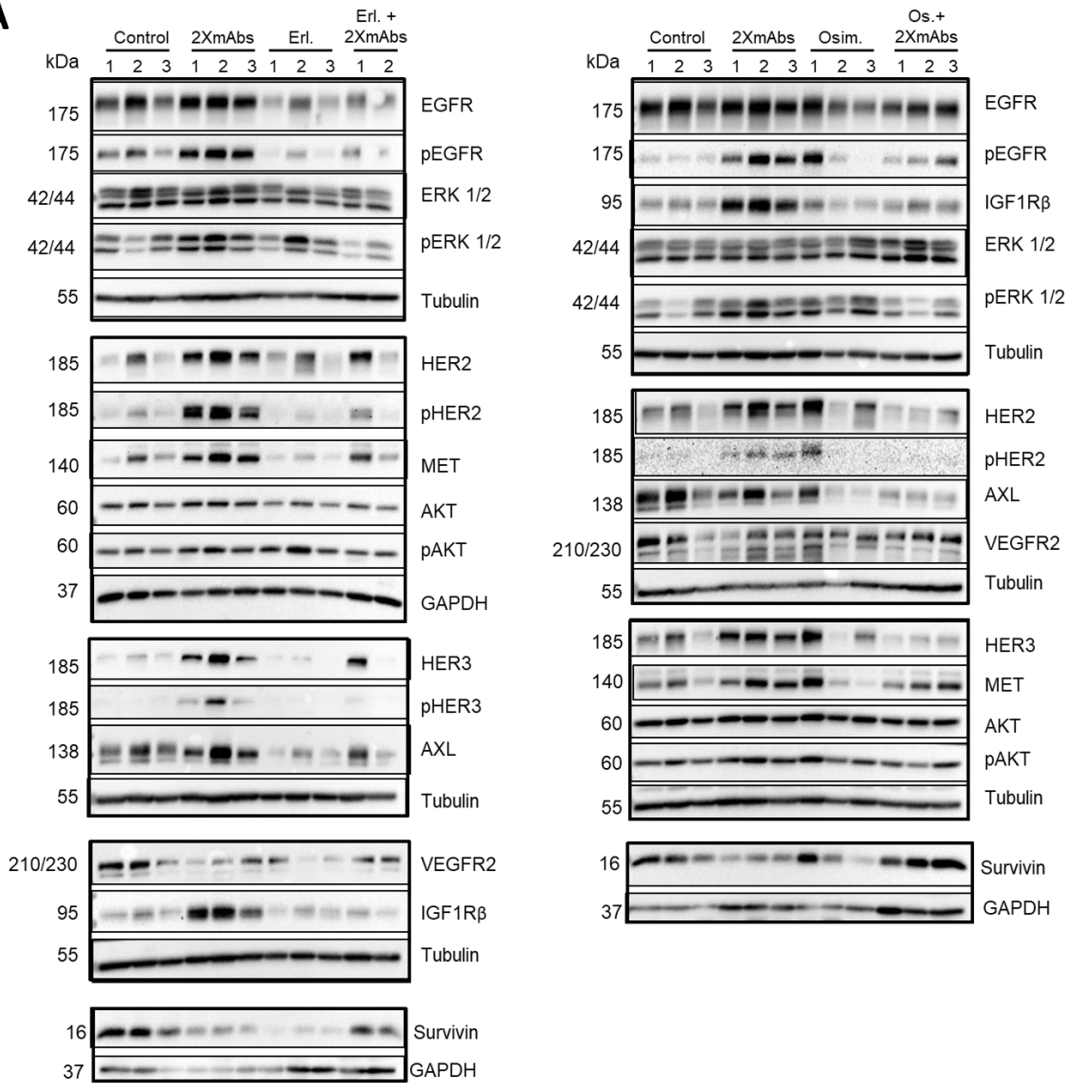 A
Control 2XmAbs Erl. Erl. + 2XmAbs
kDa 1 2 3 1 2 3 1 2 3 1 2
175 EGFR
175 pEGFR
42/44 ERK 1/2
42/44 pERK 1/2
55 Tubulin
185 HER2
185 pHER2
140 MET
60 AKT
60 pAKT
37 GAPDH
185 HER3
185 pHER3
138 AXL
55 Tubulin
210/230 VEGFR2
95 IGF1Rβ
55 Tubulin
16 Survivin
37 GAPDH
Control 2XmAbs Osim. Os.+ 2XmAbs
kDa 1 2 3 1 2 3 1 2 3 1 2 3
175 EGFR
175 pEGFR
95 IGF1Rβ
42/44 ERK 1/2
42/44 pERK 1/2
55 Tubulin
185 HER2
185 pHER2
138 AXL
210/230 VEGFR2
55 Tubulin
185 HER3
140 MET
60 AKT
60 pAKT
55 Tubulin
16 Survivin
37 GAPDH